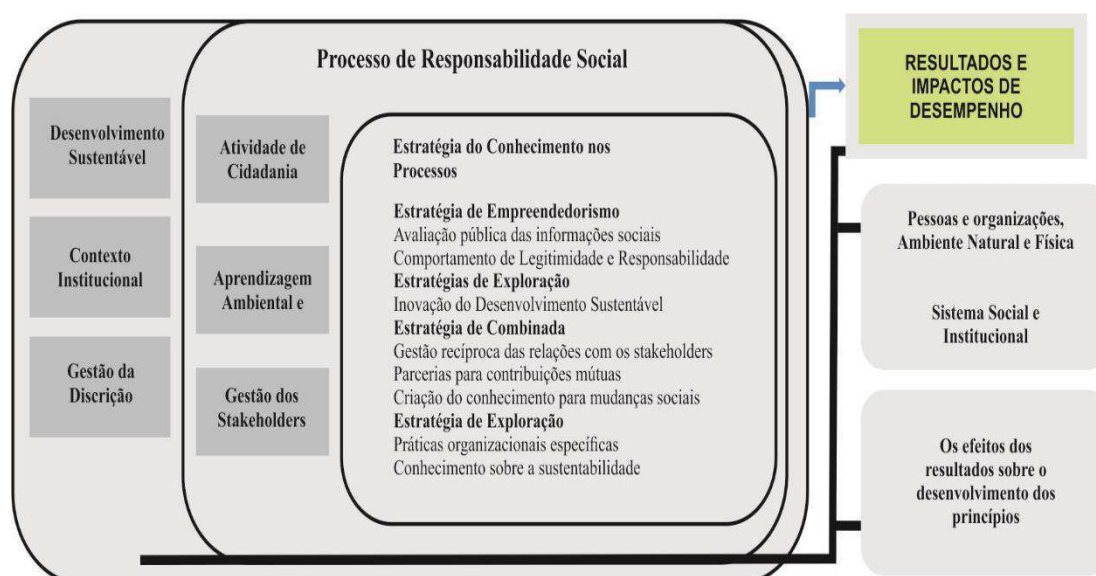 Processo de Responsabilidade Social
Desenvolvimento
Sustentável
Contexto
Institucional
Gestão da
Discrição
Atividade de
Cidadania
Aprendizagem
Ambiental e
Gestão dos
Stakeholders
Estratégia do Conhecimento nos
Processos
Estratégia de Empreendedorismo
Avaliação pública das informações sociais
Comportamento de Legitimidade e Responsabilidade
Estratégias de Exploração
Inovação do Desenvolvimento Sustentável
Estratégia de Combinada
Gestão recíproca das relações com os stakeholders
Parcerias para contribuições mútuas
Criação do conhecimento para mudanças sociais
Estratégia de Exploração
Práticas organizacionais específicas
Conhecimento sobre a sustentabilidade
RESULTADOS E
IMPACTOS DE
DESEMPENHO
Pessoas e organizações,
Ambiente Natural e Física
Sistema Social e
Institucional
Os efeitos dos
resultados sobre o
desenvolvimento dos
princípios